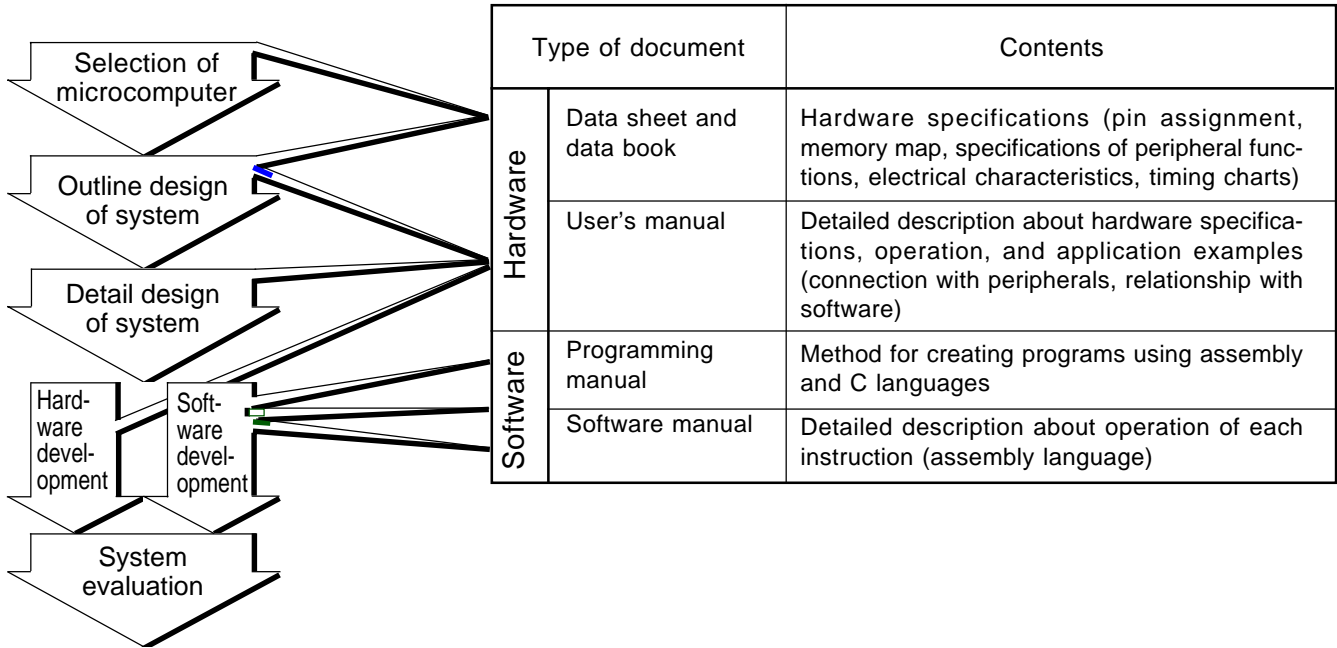 Selection of
microcomputer
Outline design
of system
Detail design
of system
Hard-
ware
devel-
opment
Soft-
ware
devel-
opment
System
evaluation
Type of document
Contents
Hardware
Data sheet and
data book
Hardware specifications (pin assignment,
memory map, specifications of peripheral func-
tions, electrical characteristics, timing charts)
User's manual
Detailed description about hardware specifica-
tions, operation, and application examples
(connection with peripherals, relationship with
software)
Software
Programming
manual
Method for creating programs using assembly
and C languages
Software manual
Detailed description about operation of each
instruction (assembly language)